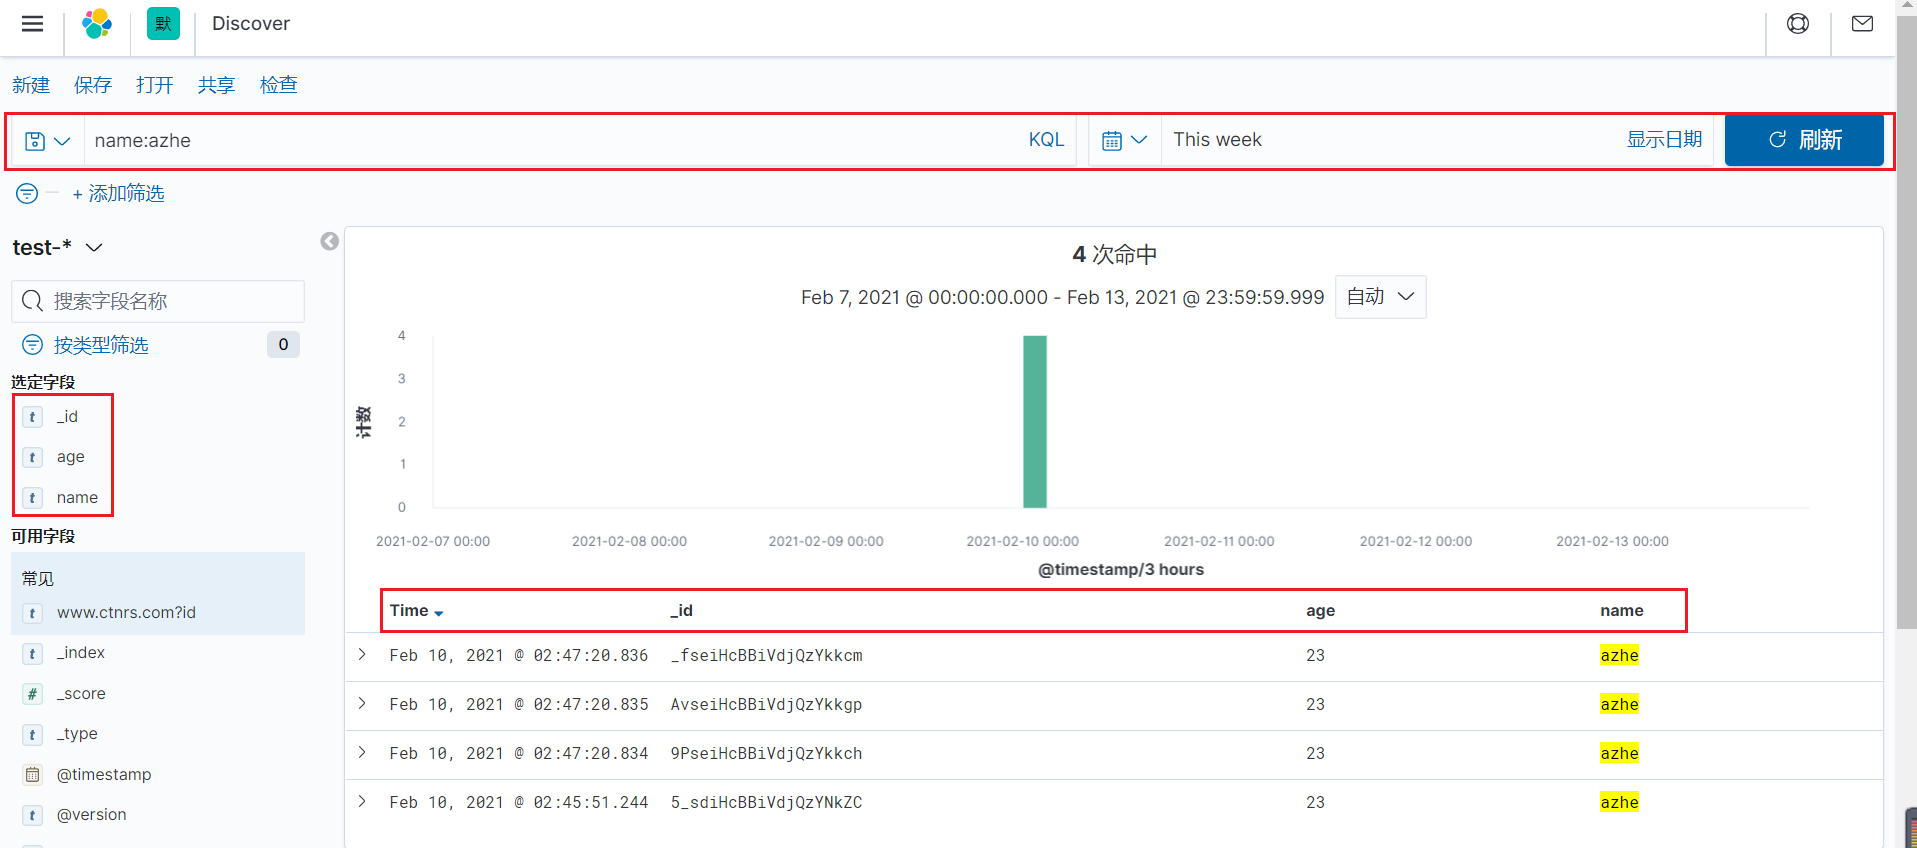 默 Discover
新建 保存 打开 共享 检查
name:azhe KQL This week 显示日期 刷新
+ 添加筛选
test-*
4 次命中
Feb 7, 2021 @ 00:00:00.000 - Feb 13, 2021 @ 23:59:59.999 自动
搜索字段名称
按类型筛选 0
选定字段
t _id
t age
t name
可用字段
常见
t www.ctnrs.com?id
t _index
# _score
t _type
@timestamp
t @version
计数
4
3
2
1
0
2021-02-07 00:00 2021-02-08 00:00 2021-02-09 00:00 2021-02-10 00:00 2021-02-11 00:00 2021-02-12 00:00 2021-02-13 00:00
@timestamp/3 hours
Time _id age name
Feb 10, 2021 @ 02:47:20.836 _fseiHcBBiVdjQzYkkcm 23 azhe
Feb 10, 2021 @ 02:47:20.835 AvseiHcBBiVdjQzYkkgp 23 azhe
Feb 10, 2021 @ 02:47:20.834 9PseiHcBBiVdjQzYkkch 23 azhe
Feb 10, 2021 @ 02:45:51.244 5_sdiHcBBiVdjQzYNkZC 23 azhe